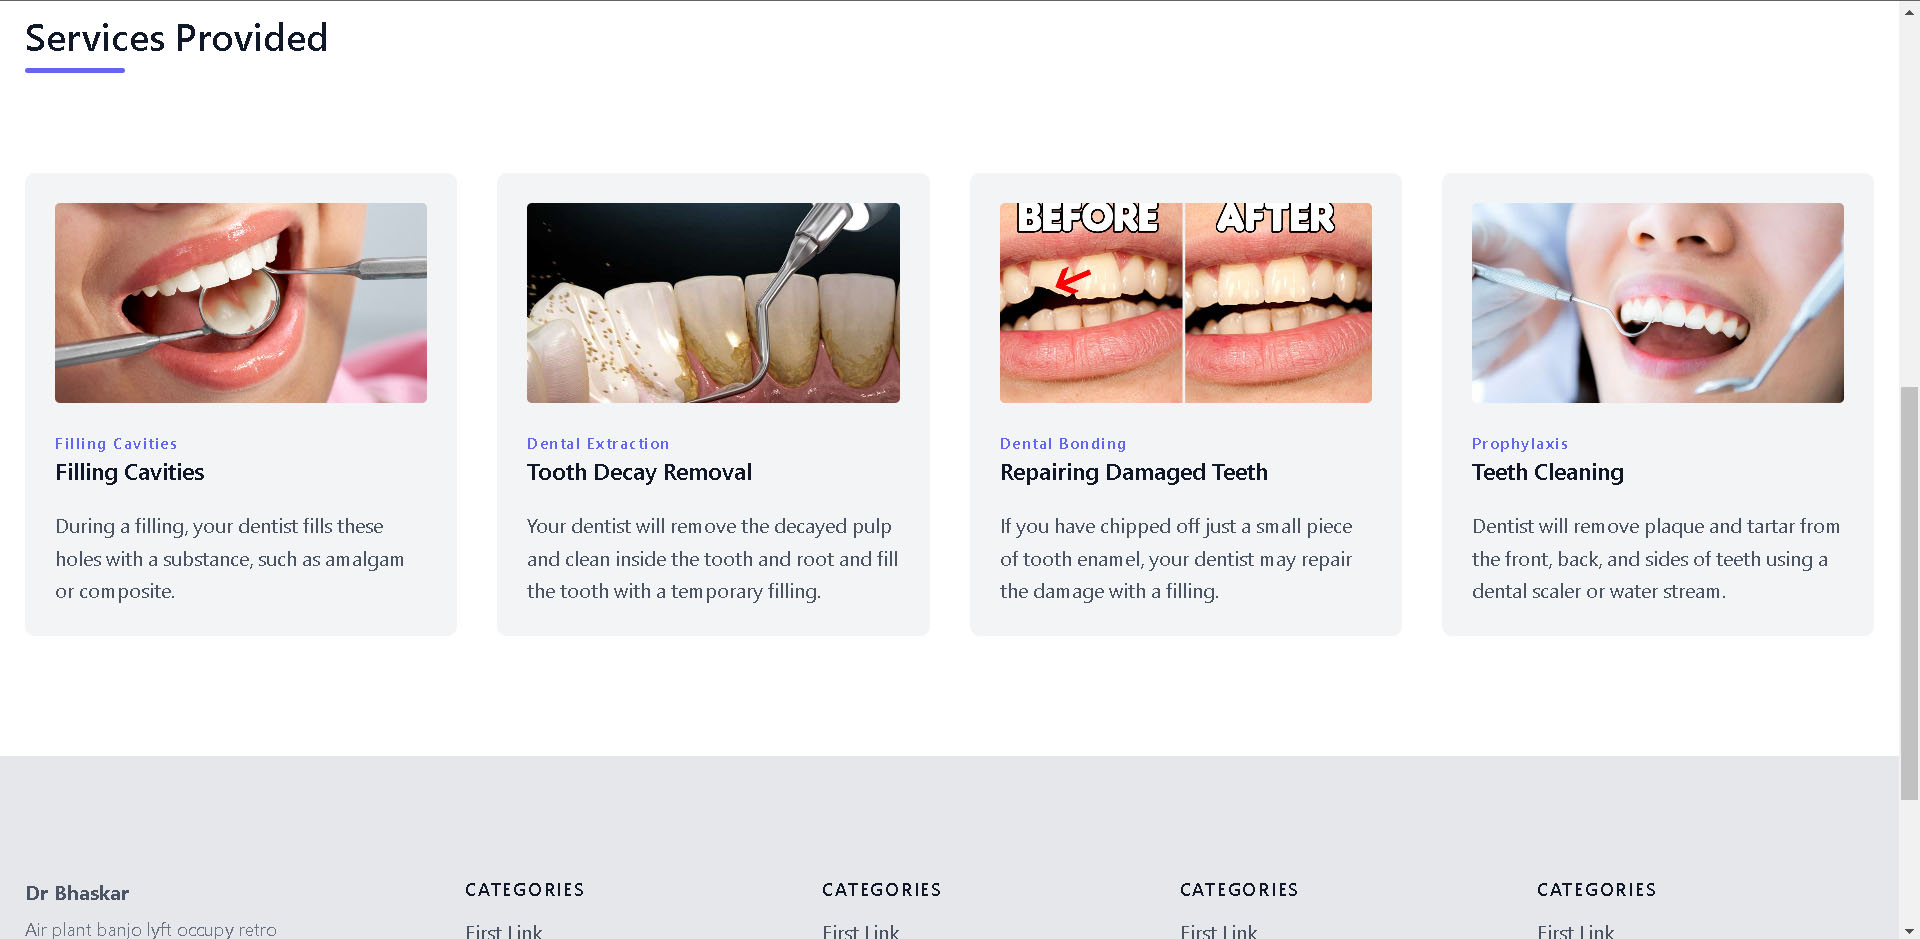 Services Provided
BEFORE AFTER
Filling Cavities
Filling Cavities
During a filling, your dentist fills these
holes with a substance, such as amalgam
or composite.
Dental Extraction
Tooth Decay Removal
Your dentist will remove the decayed pulp
and clean inside the tooth and root and fill
the tooth with a temporary filling.
Dental Bonding
Repairing Damaged Teeth
If you have chipped off just a small piece
of tooth enamel, your dentist may repair
the damage with a filling.
Prophylaxis
Teeth Cleaning
Dentist will remove plaque and tartar from
the front, back, and sides of teeth using a
dental scaler or water stream.
Dr Bhaskar
Air plant banjo lyft occupy retro
CATEGORIES
First Link
CATEGORIES
First Link
CATEGORIES
First Link
CATEGORIES
First Link